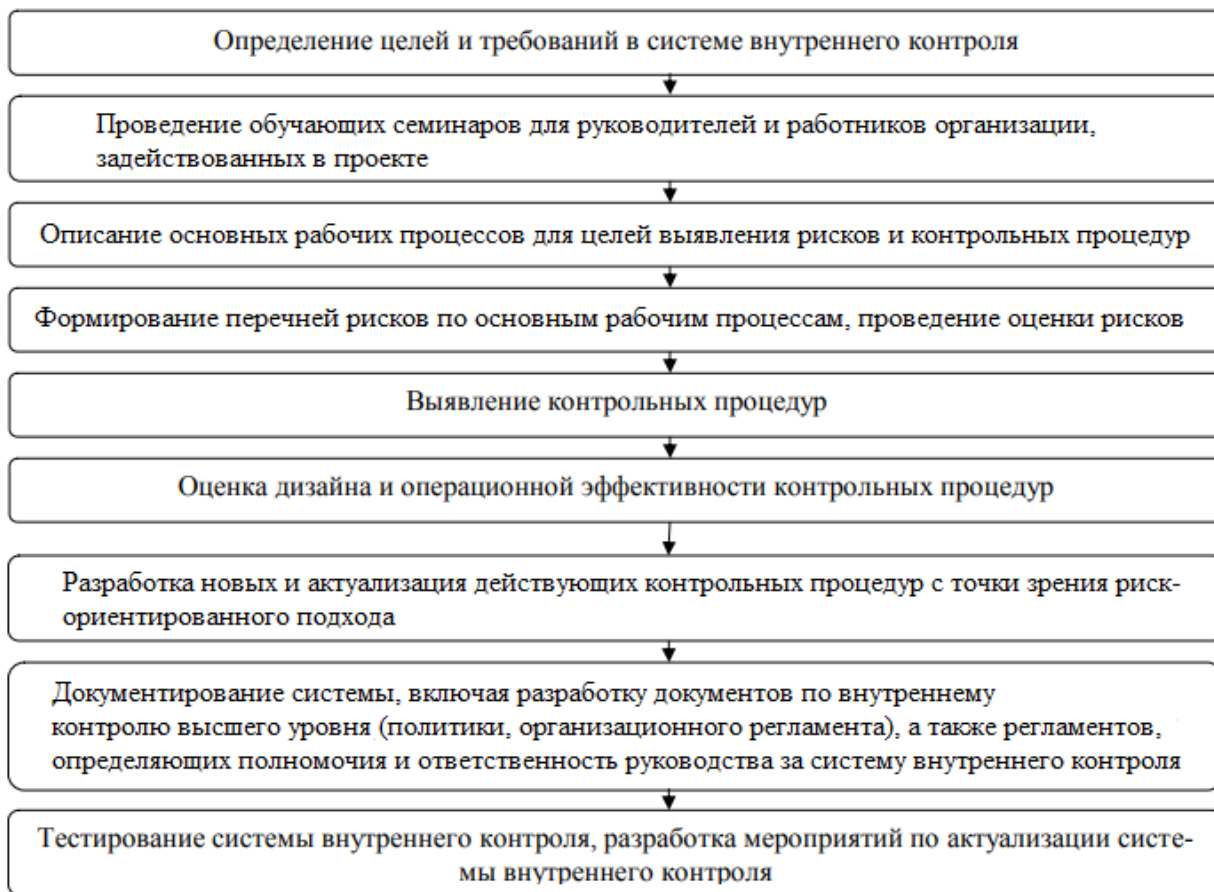 Определение целей и требований в системе внутреннего контроля
Проведение обучающих семинаров для руководителей и работников организации,
задействованных в проекте
Описание основных рабочих процессов для целей выявления рисков и контрольных процедур
Формирование перечней рисков по основным рабочим процессам, проведение оценки рисков
Выявление контрольных процедур
Оценка дизайна и операционной эффективности контрольных процедур
Разработка новых и актуализация действующих контрольных процедур с точки зрения риск-
ориентированного подхода
Документирование системы, включая разработку документов по внутреннему
контролю высшего уровня (политики, организационного регламента), а также регламентов,
определяющих полномочия и ответственность руководства за систему внутреннего контроля
Тестирование системы внутреннего контроля, разработка мероприятий по актуализации систе-
мы внутреннего контроля